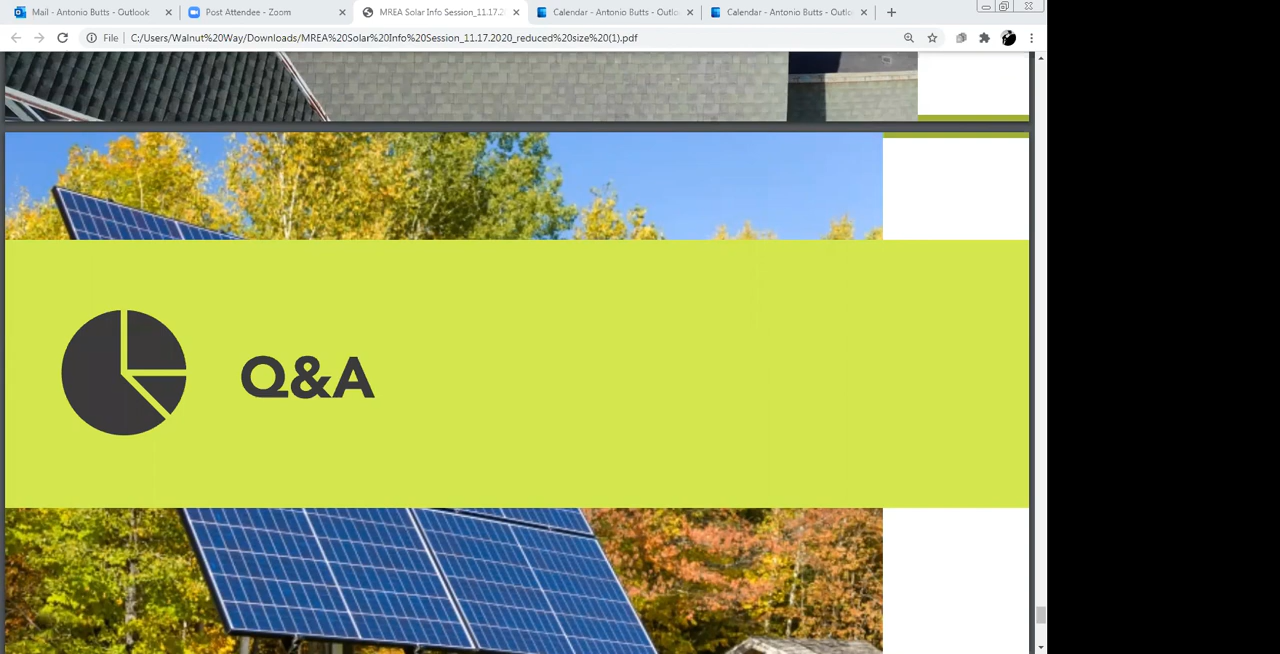 Mail - Antonio Butts - Outlook
Post Attendee - Zoom
MREA Solar Info Session_11.17.2
Calendar - Antonio Butts - Outlo
Calendar - Antonio Butts - Outlo
File C:/Users/Walnut%20Way/Downloads/MREA%20Solar%20Info%20Session_11.17.2020_reduced%20size%20(1).pdf
Q&A